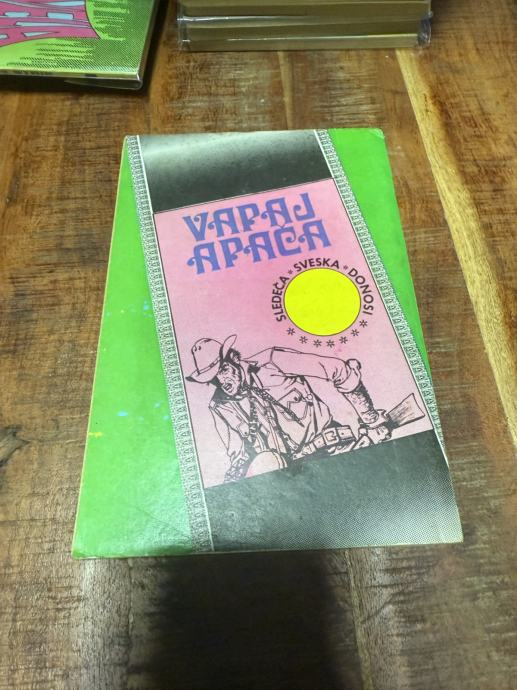 VAPAJ
APAČA
SLEDEĆA * SVESKA * DONOSI